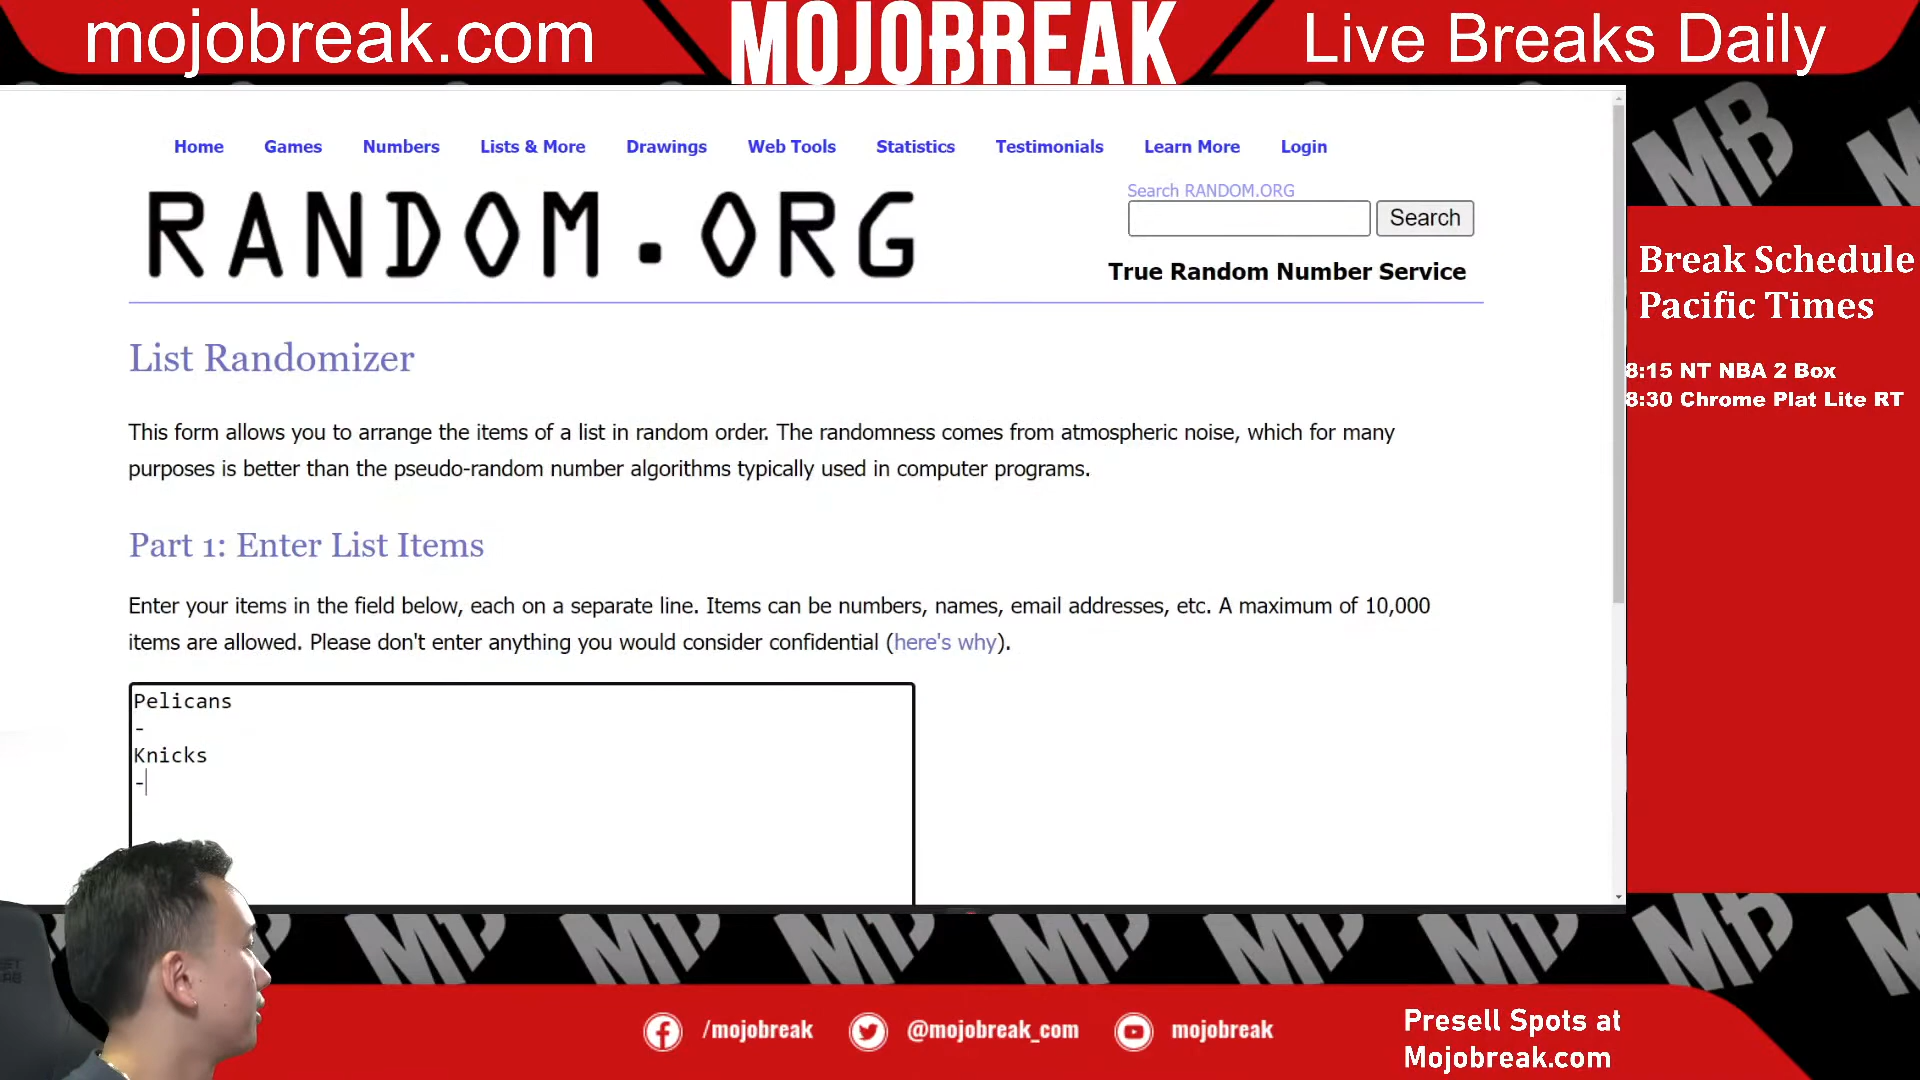 mojobreak.com
MOJOBREAK
Live Breaks Daily
Home Games Numbers Lists & More Drawings Web Tools Statistics Testimonials Learn More Login
RANDOM.ORG
Search RANDOM.ORG
Search
True Random Number Service
List Randomizer
This form allows you to arrange the items of a list in random order. The randomness comes from atmospheric noise, which for many
purposes is better than the pseudo-random number algorithms typically used in computer programs.
Part 1: Enter List Items
Enter your items in the field below, each on a separate line. Items can be numbers, names, email addresses, etc. A maximum of 10,000
items are allowed. Please don't enter anything you would consider confidential (here's why).
Pelicans
-
Knicks
-
Break Schedule
Pacific Times
8:15 NT NBA 2 Box
8:30 Chrome Plat Lite RT
MB
/mojobreak
@mojobreak_com
mojobreak
Presell Spots at
Mojobreak.com